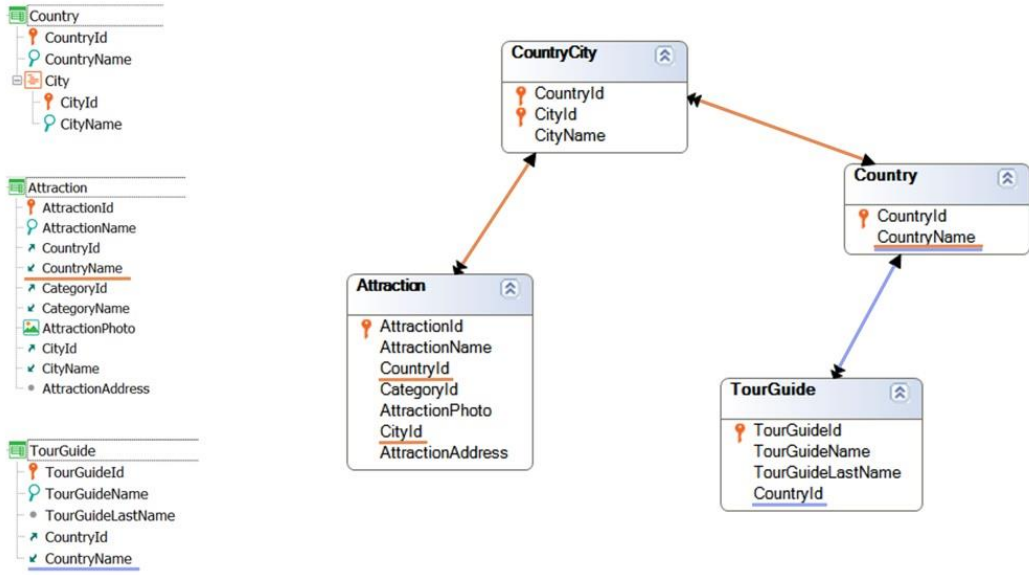 Country
CountryId
CountryName
City
CityId
CityName
Attraction
AttractionId
AttractionName
CountryId
CountryName
CategoryId
CategoryName
AttractionPhoto
CityId
CityName
AttractionAddress
TourGuide
TourGuideId
TourGuideName
TourGuideLastName
CountryId
CountryName
CountryCity
CountryId
CityId
CityName
Country
CountryId
CountryName
Attraction
AttractionId
AttractionName
CountryId
CategoryId
AttractionPhoto
CityId
AttractionAddress
TourGuide
TourGuideId
TourGuideName
TourGuideLastName
CountryId